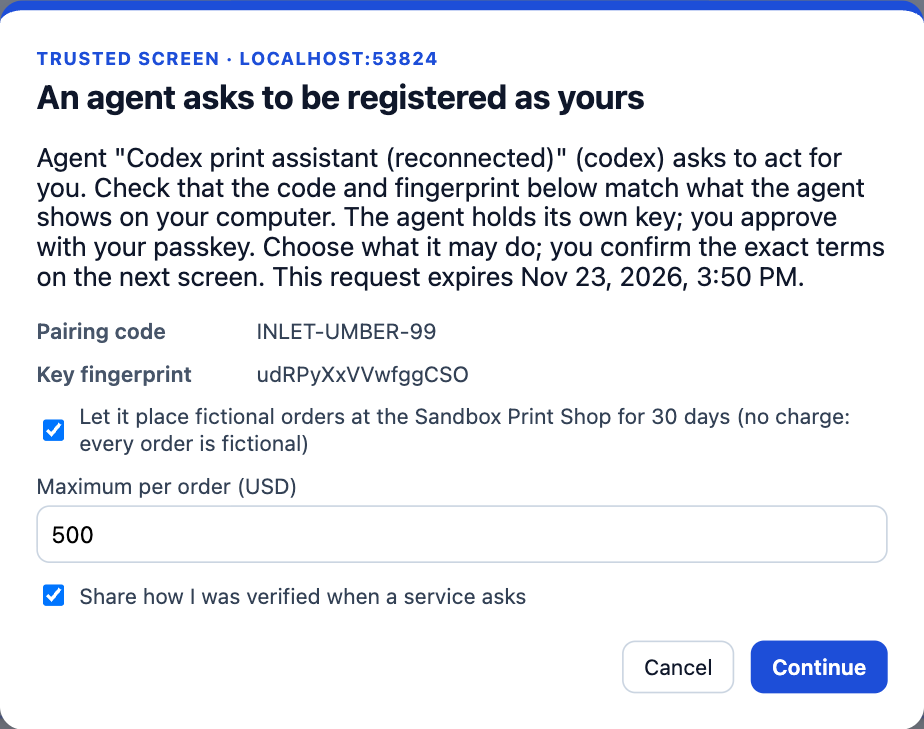 TRUSTED SCREEN · LOCALHOST:53824
An agent asks to be registered as yours
Agent "Codex print assistant (reconnected)" (codex) asks to act for
you. Check that the code and fingerprint below match what the agent
shows on your computer. The agent holds its own key; you approve
with your passkey. Choose what it may do; you confirm the exact terms
on the next screen. This request expires Nov 23, 2026, 3:50 PM.
Pairing code INLET-UMBER-99
Key fingerprint udRPyXxVVwfggCSO
Let it place fictional orders at the Sandbox Print Shop for 30 days (no charge:
every order is fictional)
Maximum per order (USD)
500
Share how I was verified when a service asks
Cancel Continue